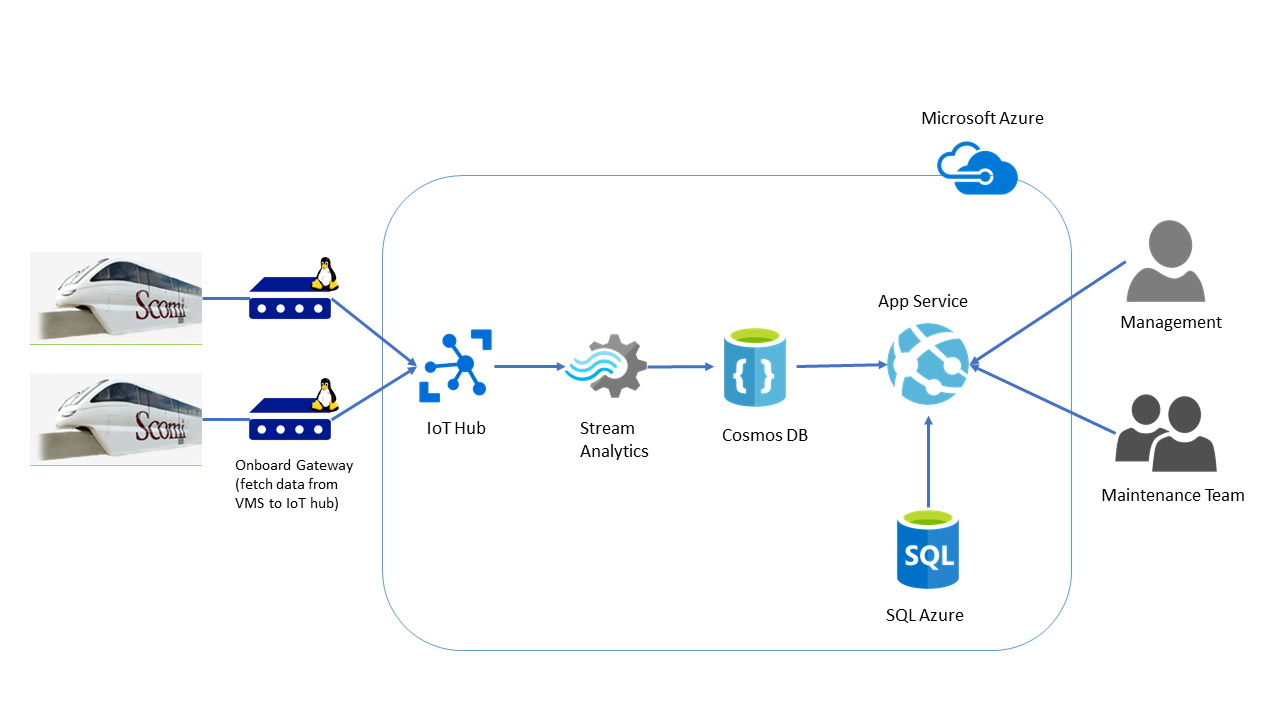 Microsoft Azure
Scomi
Scomi
Onboard Gateway
(fetch data from
VMS to IoT hub)
IoT Hub
Stream
Analytics
Cosmos DB
App Service
SQL
SQL Azure
Management
Maintenance Team